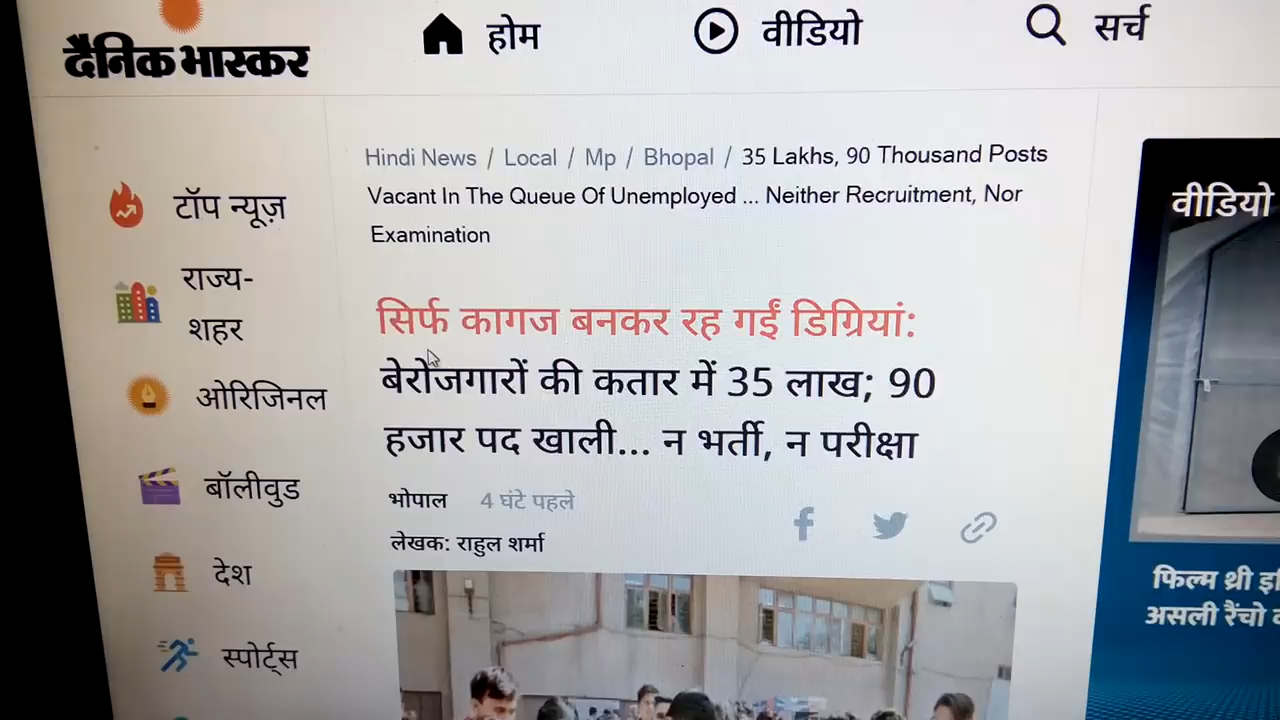 दैनिक भास्कर
होम
वीडियो
सर्च
टॉप न्यूज़
राज्य-
शहर
ओरिजिनल
बॉलीवुड
देश
स्पोर्ट्स
Hindi News / Local / Mp / Bhopal / 35 Lakhs, 90 Thousand Posts
Vacant In The Queue Of Unemployed ... Neither Recruitment, Nor
Examination
सिर्फ कागज बनकर रह गईं डिग्रियां:
बेरोजगारों की कतार में 35 लाख; 90
हजार पद खाली... न भर्ती, न परीक्षा
भोपाल 4 घंटे पहले
लेखक: राहुल शर्मा
वीडियो
फिल्म थ्री
असली रैंचो